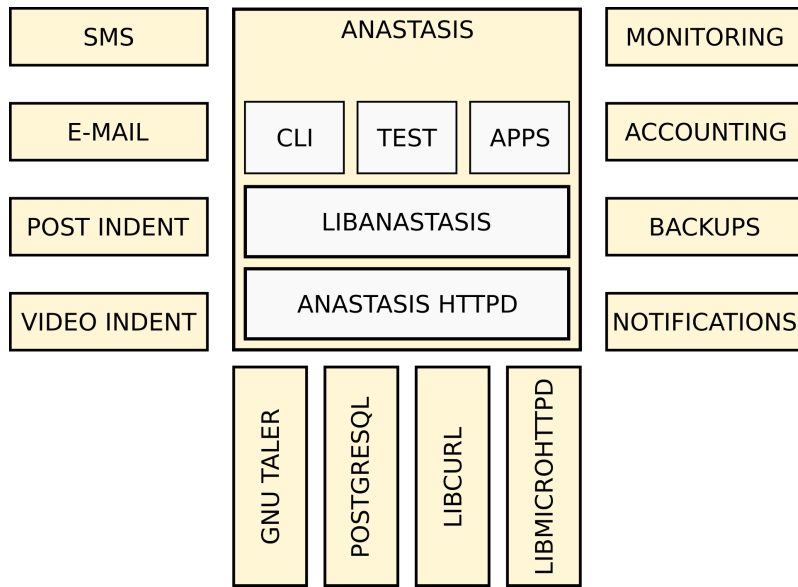 SMS
E-MAIL
POST INDENT
VIDEO INDENT
ANASTASIS
CLI
TEST
APPS
LIBANASTASIS
ANASTASIS HTTPD
MONITORING
ACCOUNTING
BACKUPS
NOTIFICATIONS
GNU TALER
POSTGRESQL
LIBCURL
LIBMICROHTTPD